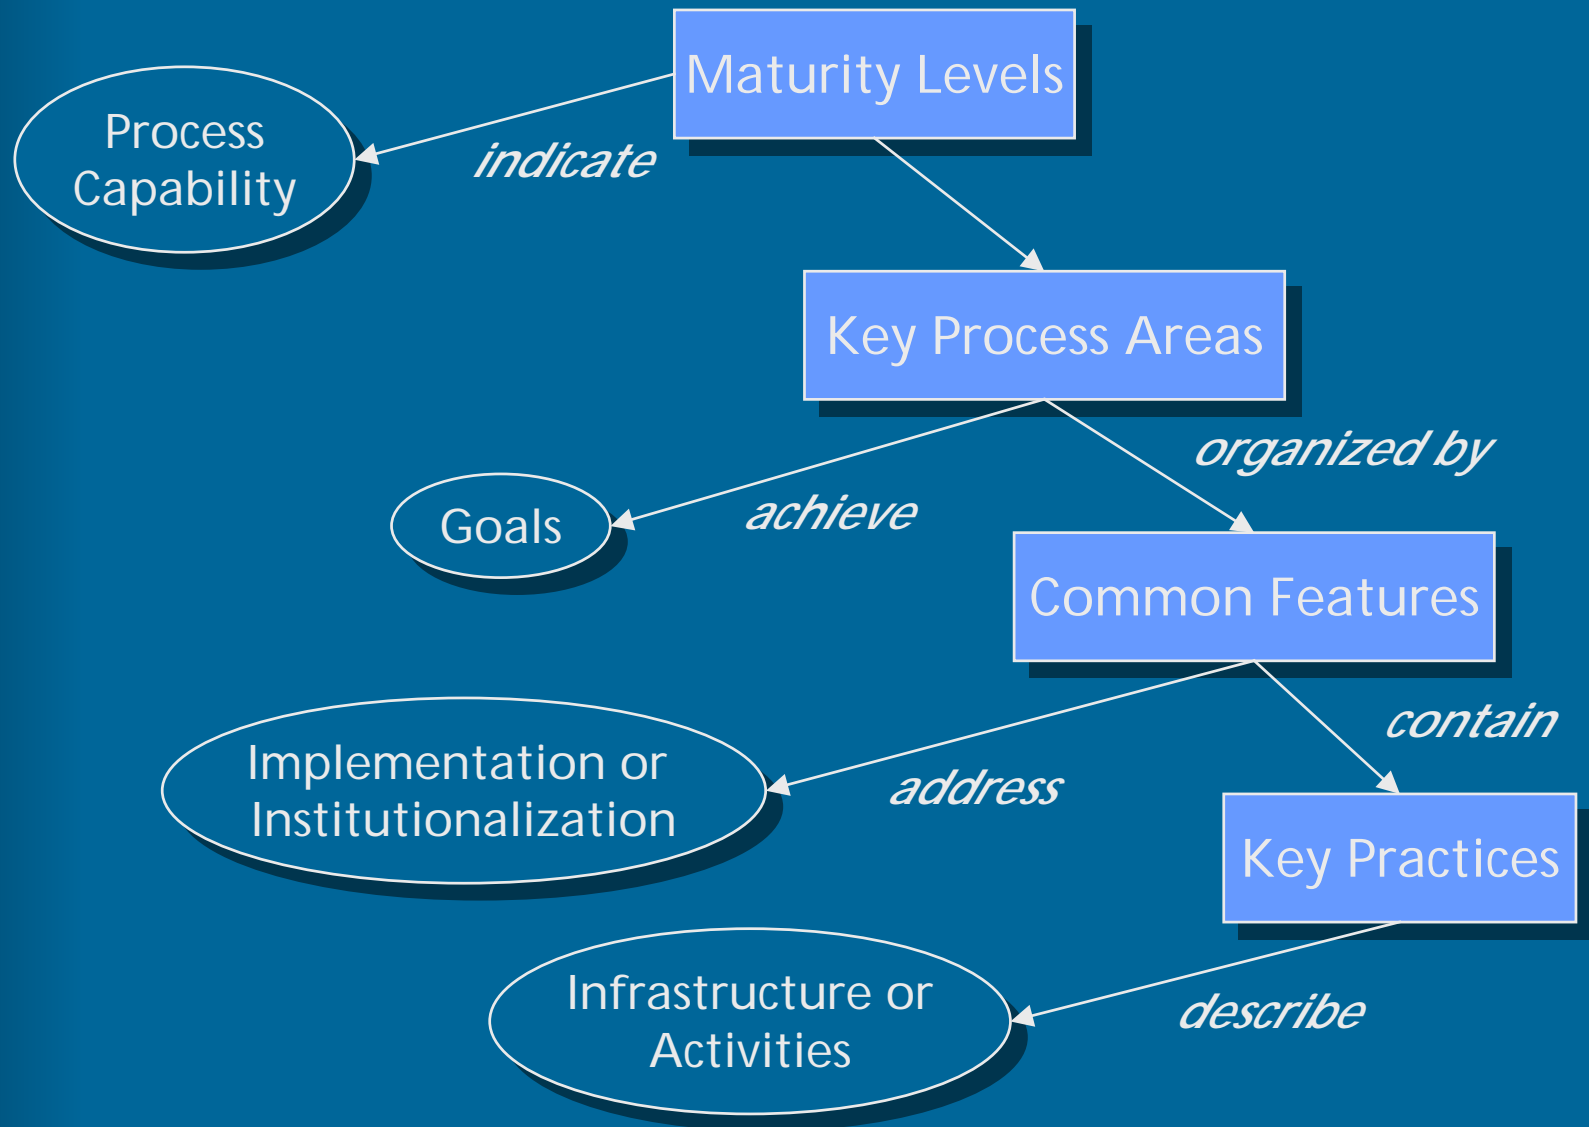 Maturity Levels
Process
Capability
indicate
Key Process Areas
organized by
Goals
achieve
Common Features
contain
Implementation or
Institutionalization
address
Key Practices
Infrastructure or
Activities
describe